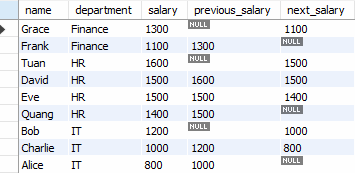 name department salary previous_salary next_salary
Grace Finance 1300 NULL 1100
Frank Finance 1100 1300 NULL
Tuan HR 1600 NULL 1500
David HR 1500 1600 1500
Eve HR 1500 1500 1400
Quang HR 1400 1500 NULL
Bob IT 1200 NULL 1000
Charlie IT 1000 1200 800
Alice IT 800 1000 NULL